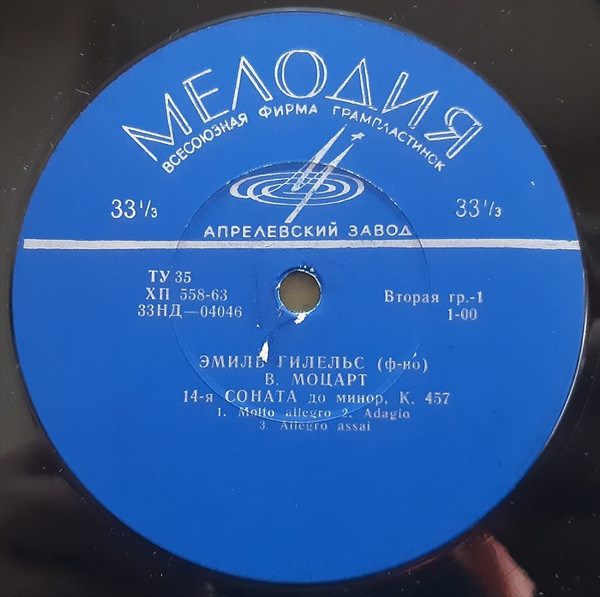 МЕЛОДИЯ
ВСЕСОЮЗНАЯ ФИРМА ГРАМПЛАСТИНОК
33 1/3
33 1/3
АПРЕЛЕВСКИЙ ЗАВОД
ТУ 35
ХП 558-63
33НД—04046
Вторая гр.-1
1-00
ЭМИЛЬ ГИЛЕЛЬС (ф-но)
В. МОЦАРТ
14-я СОНАТА до минор, К. 457
1. Molto allegro 2. Adagio
3. Allegro assai